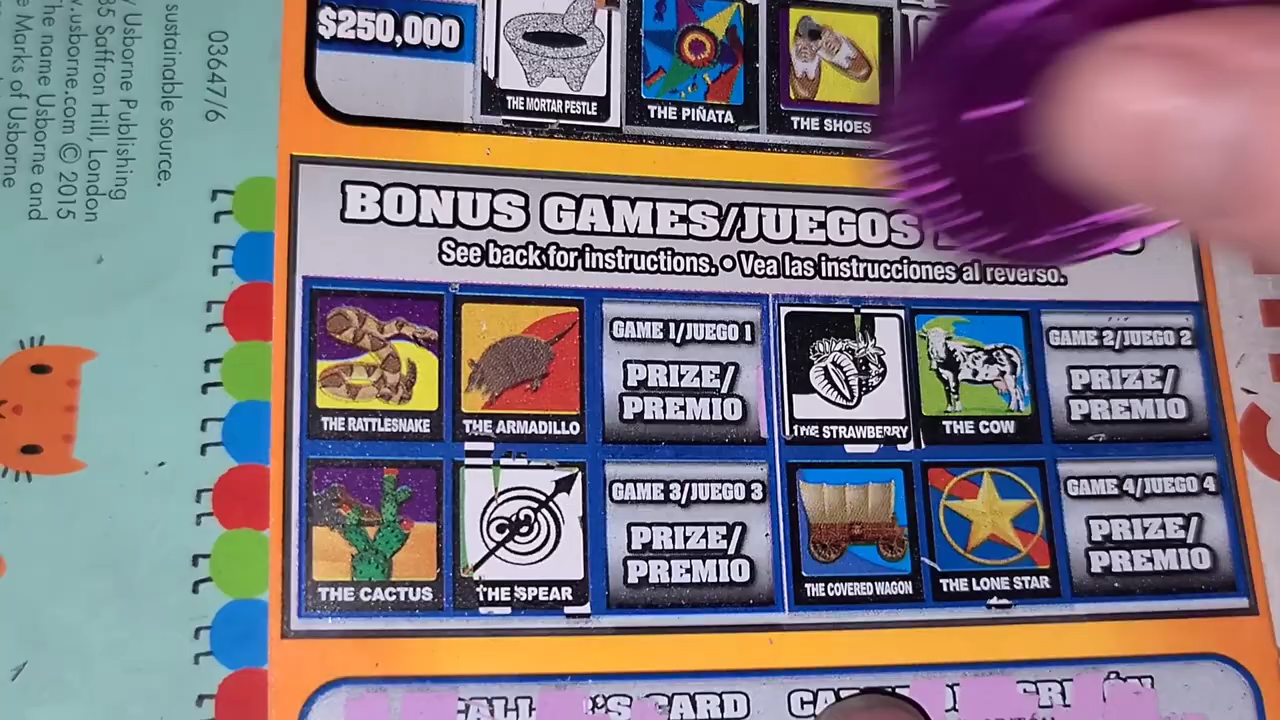 $250,000
THE MORTAR PESTLE
THE PIÑATA
THE SHOES
BONUS GAMES/JUEGOS
See back for instructions. • Vea las instrucciones al reverso.
THE RATTLESNAKE
THE ARMADILLO
GAME 1/JUEGO 1
PRIZE/
PREMIO
THE STRAWBERRY
THE COW
GAME 2/JUEGO 2
PRIZE/
PREMIO
THE CACTUS
THE SPEAR
GAME 3/JUEGO 3
PRIZE/
PREMIO
THE COVERED WAGON
THE LONE STAR
GAME 4/JUEGO 4
PRIZE/
PREMIO
CARD
03647/6
sustainable source.
Usborne Publishing
Saffron Hill, London
.usborne.com © 2015
he name Usborne and
Marks of Usborne